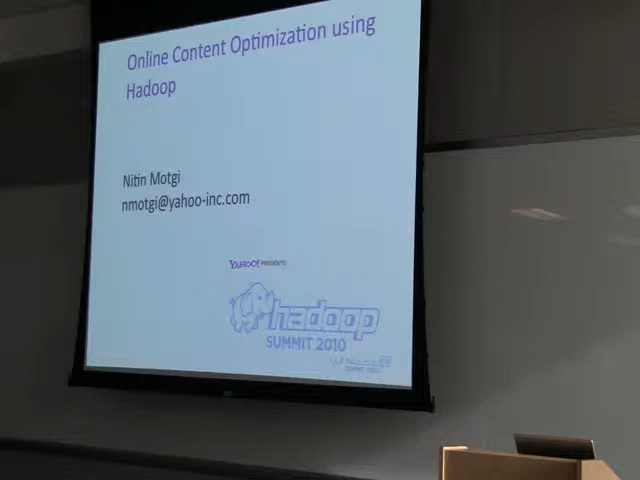 Online Content Optimization using
Hadoop
Nitin Motgi
nmotgi@yahoo-inc.com
YAHOO! PRESENTS
hadoop
SUMMIT 2010